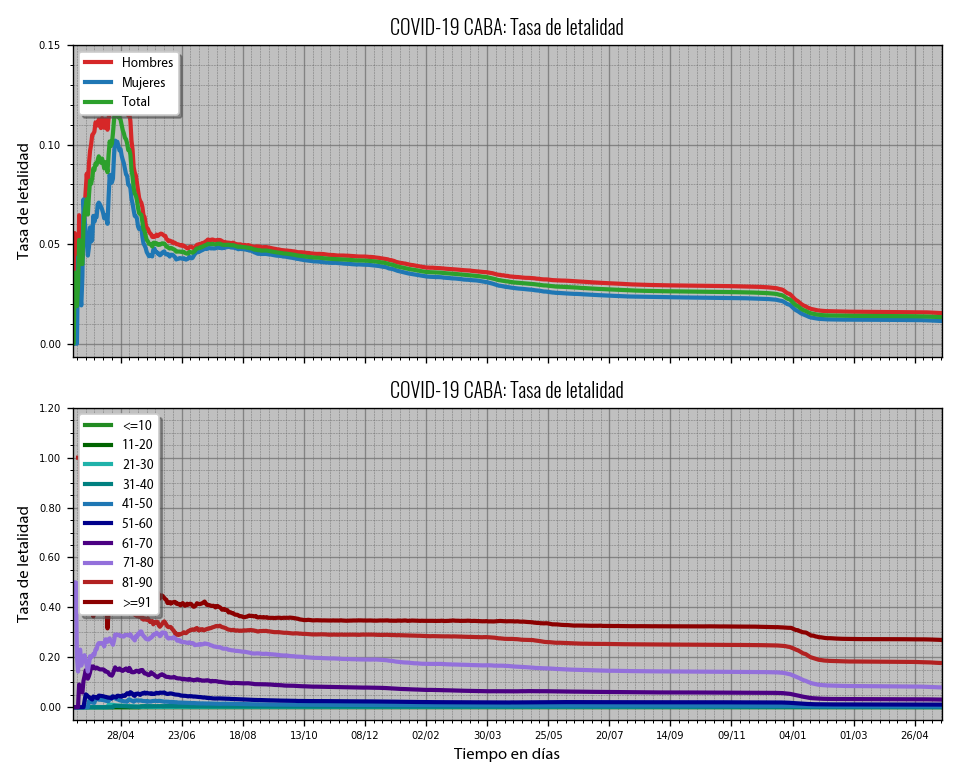 COVID-19 CABA: Tasa de letalidad
0.15
0.10
0.05
0.00
Tasa de letalidad
Hombres
Mujeres
Total
COVID-19 CABA: Tasa de letalidad
1.20
1.00
0.80
0.60
0.40
0.20
0.00
Tasa de letalidad
<=10
11-20
21-30
31-40
41-50
51-60
61-70
71-80
81-90
>=91
28/04 23/06 18/08 13/10 08/12 02/02 30/03 25/05 20/07 14/09 09/11 04/01 01/03 26/04
Tiempo en días